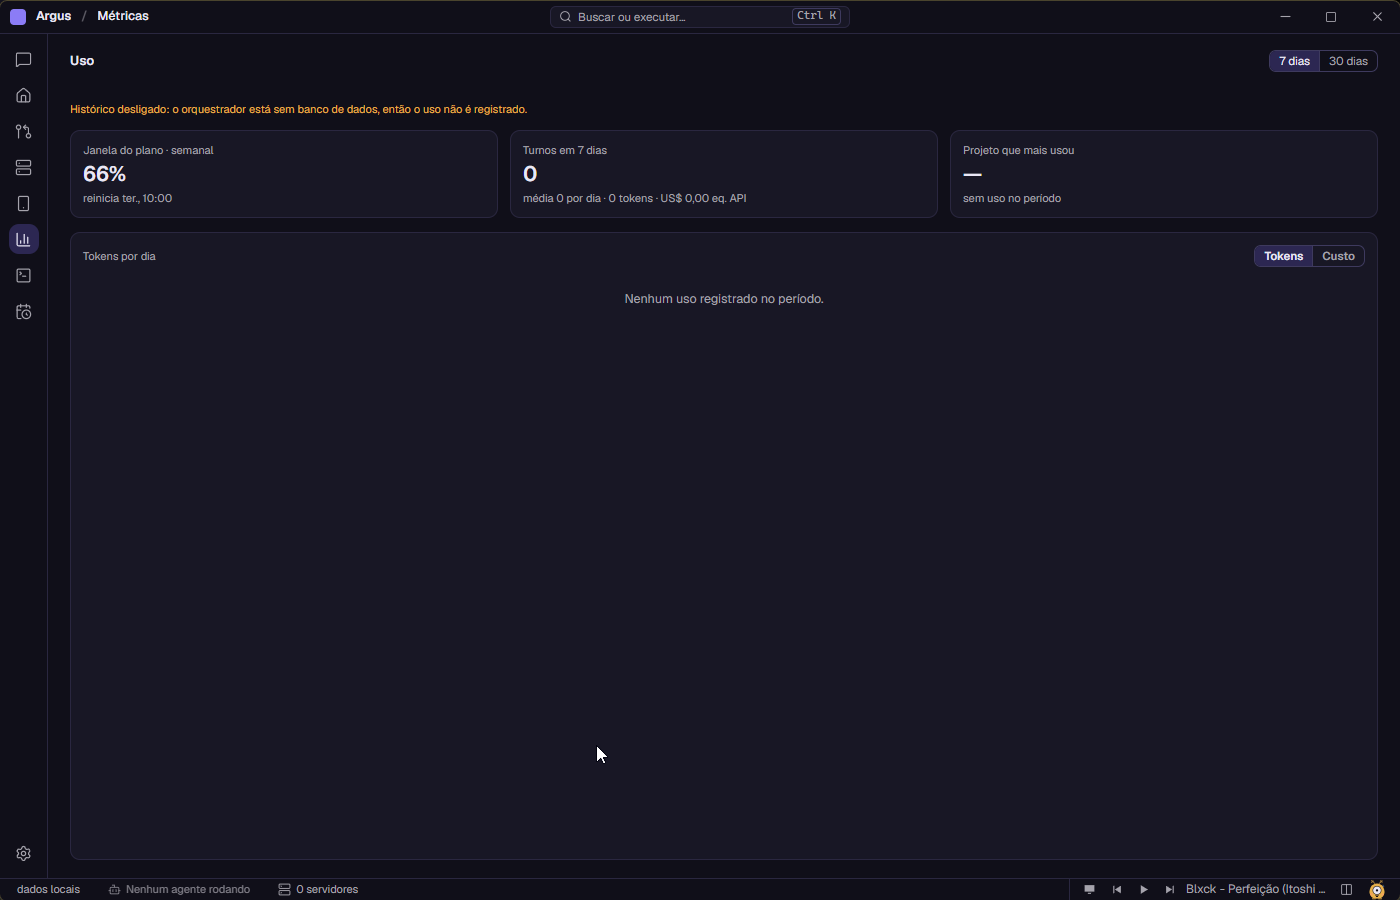 Argus / Métricas
Buscar ou executar... Ctrl K
Uso
7 dias 30 dias
Histórico desligado: o orquestrador está sem banco de dados, então o uso não é registrado.
Janela do plano · semanal
66%
reinicia ter., 10:00
Turnos em 7 dias
0
média 0 por dia · 0 tokens · US$ 0,00 eq. API
Projeto que mais usou
—
sem uso no período
Tokens por dia
Tokens Custo
Nenhum uso registrado no período.
dados locais
Nenhum agente rodando
0 servidores
Blxck - Perfeição (Itoshi ...